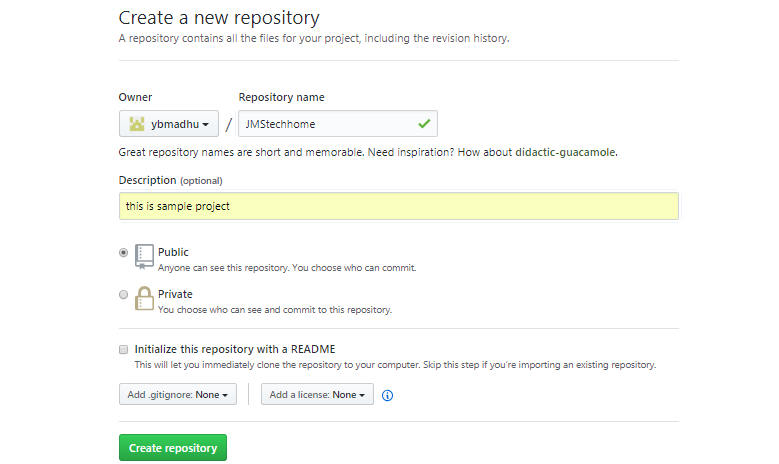 Create a new repository
A repository contains all the files for your project, including the revision history.
Owner
Repository name
ybmadhu / JMStechhome
Great repository names are short and memorable. Need inspiration? How about didactic-guacamole.
Description (optional)
this is sample project
Public
Anyone can see this repository. You choose who can commit.
Private
You choose who can see and commit to this repository.
Initialize this repository with a README
This will let you immediately clone the repository to your computer. Skip this step if you're importing an existing repository.
Add .gitignore: None
Add a license: None
Create repository